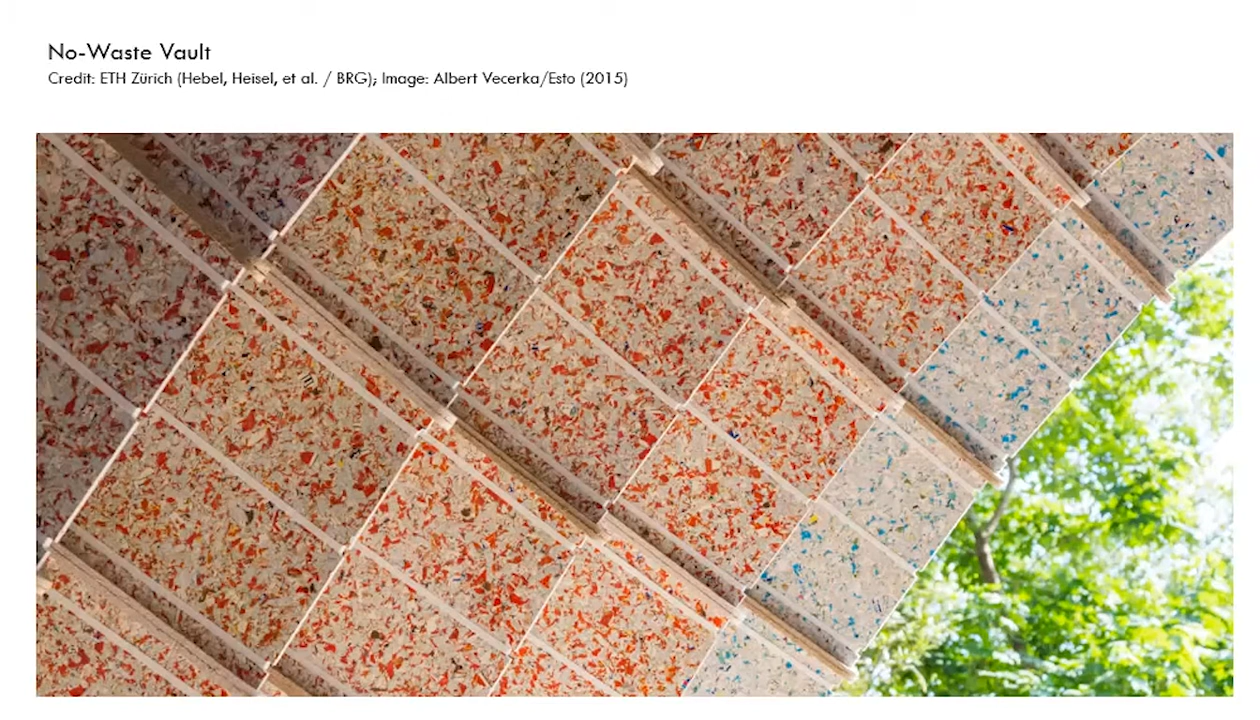 No-Waste Vault
Credit: ETH Zürich (Hebel, Heisel, et al. / BRG); Image: Albert Vecerka/Esto (2015)